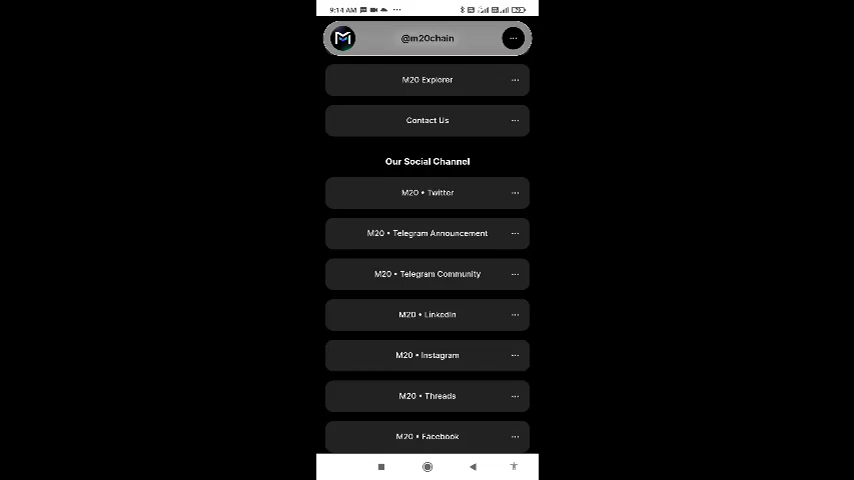 9:14 AM
@m20chain
M20 Explorer
Contact Us
Our Social Channel
M20 • Twitter
M20 • Telegram Announcement
M20 • Telegram Community
M20 • LinkedIn
M20 • Instagram
M20 • Threads
M20 • Facebook